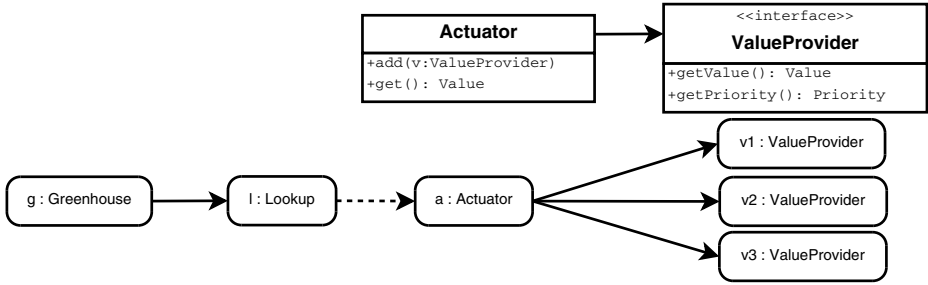 Actuator
+add(v:ValueProvider)
+get(): Value
<<interface>>
ValueProvider
+getValue(): Value
+getPriority(): Priority
g : Greenhouse
l : Lookup
a : Actuator
v1 : ValueProvider
v2 : ValueProvider
v3 : ValueProvider